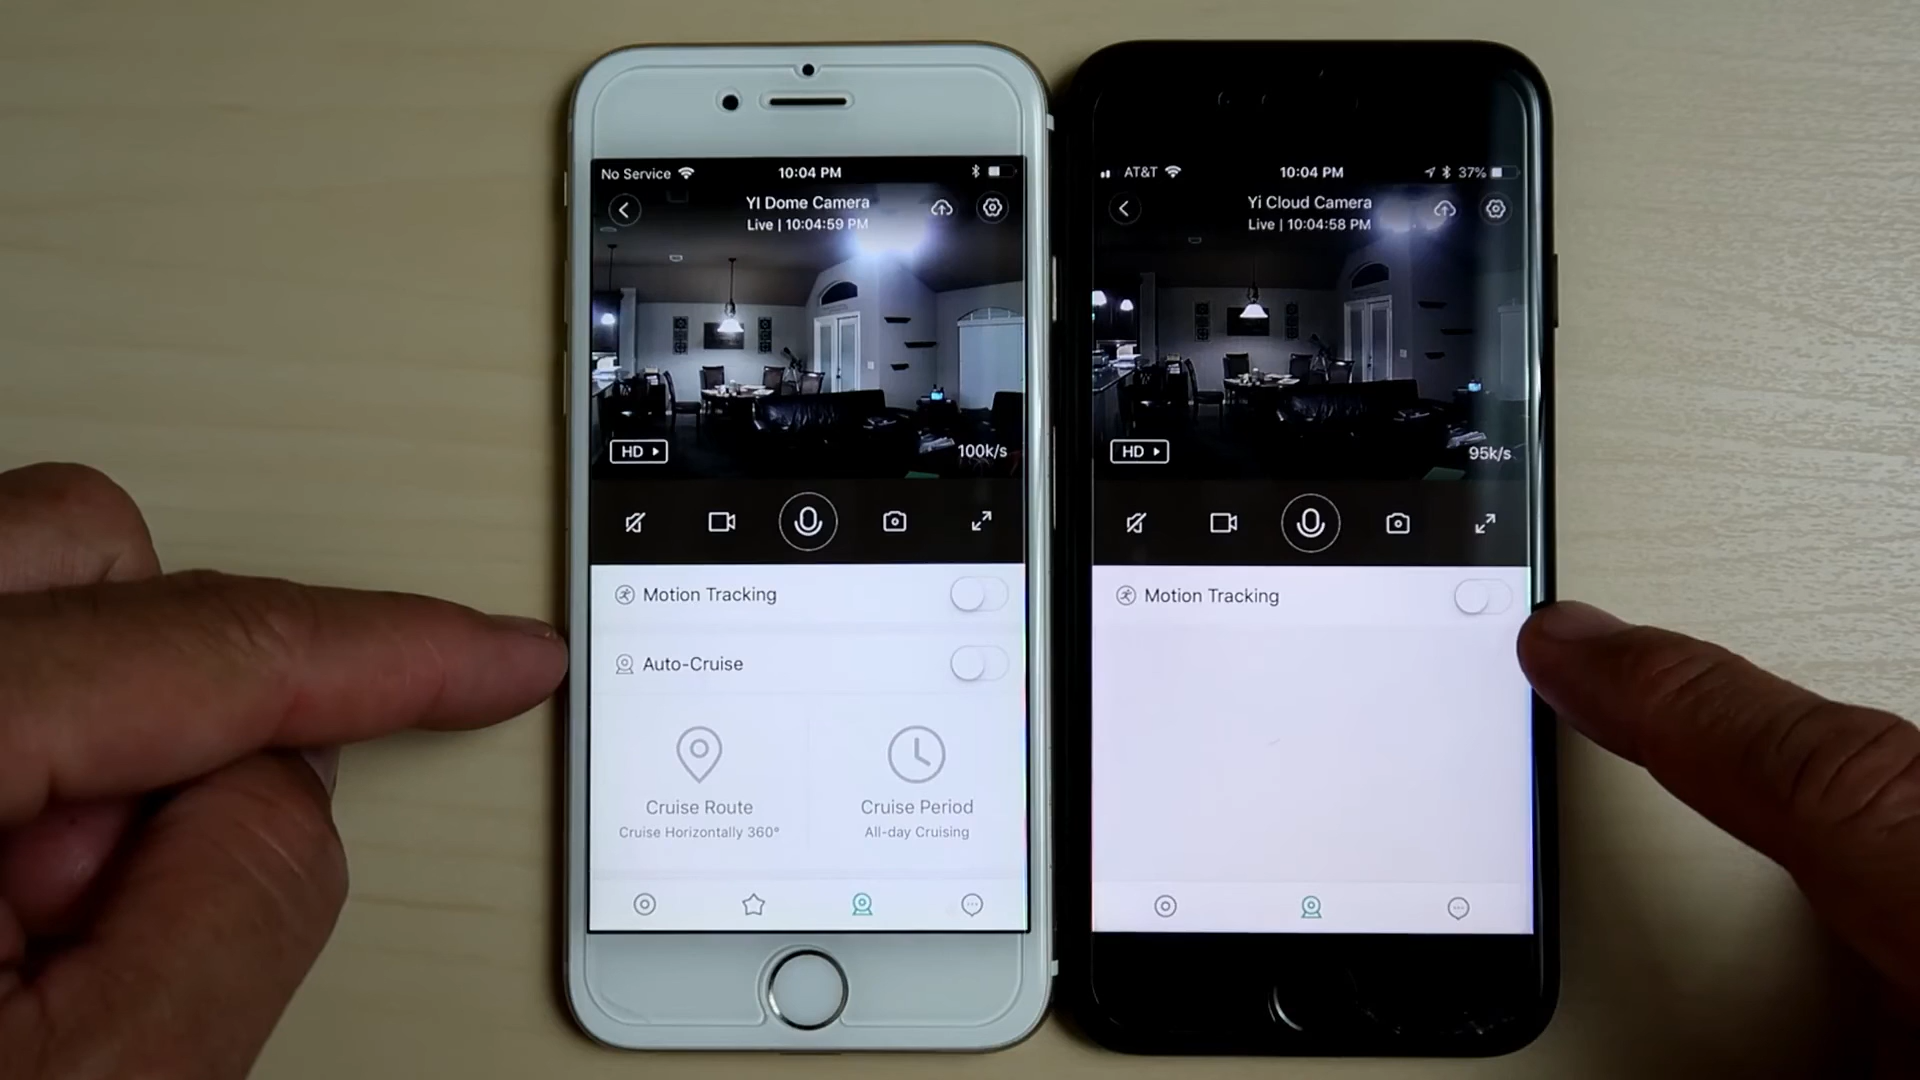 No Service
10:04 PM
YI Dome Camera
Live | 10:04:59 PM
HD
100k/s
Motion Tracking
Auto-Cruise
Cruise Route
Cruise Horizontally 360°
Cruise Period
All-day Cruising
AT&T
10:04 PM
37%
Yi Cloud Camera
Live | 10:04:58 PM
HD
95k/s
Motion Tracking